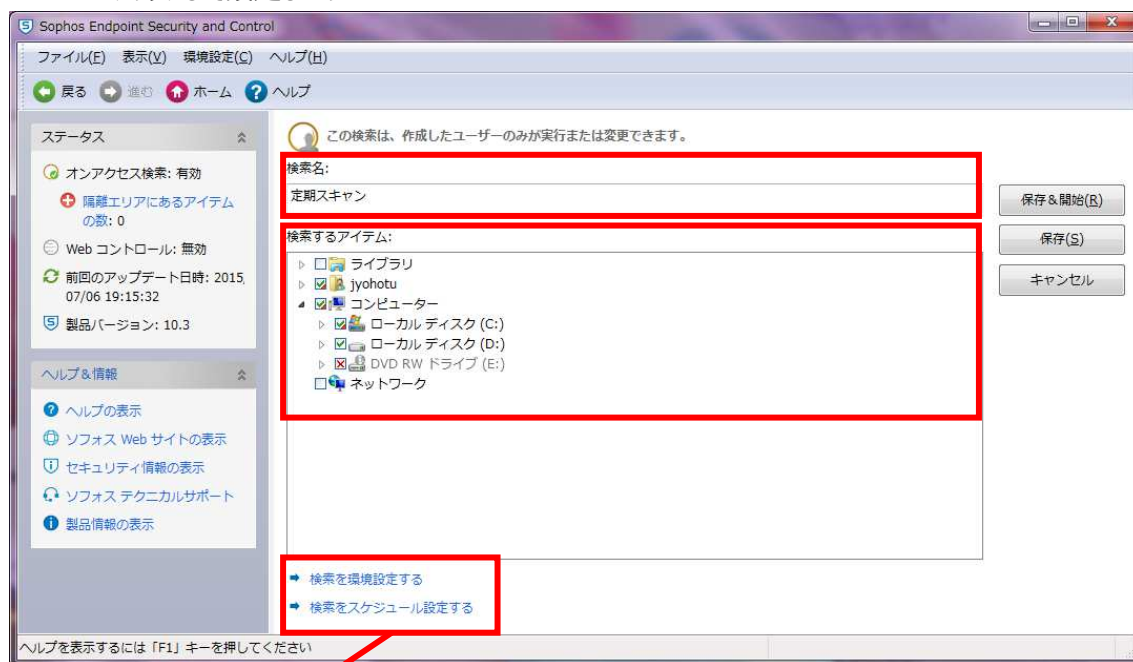 Sophos Endpoint Security and Control
ファイル(F) 表示(V) 環境設定(C) ヘルプ(H)
戻る 進む ホーム ヘルプ
ステータス
オンアクセス検索: 有効
隔離エリアにあるアイテム
の数: 0
Web コントロール: 無効
前回のアップデート日時: 2015,
07/06 19:15:32
製品バージョン: 10.3
ヘルプ&情報
ヘルプの表示
ソフォス Web サイトの表示
セキュリティ情報の表示
ソフォス テクニカルサポート
製品情報の表示
この検索は、作成したユーザーのみが実行または変更できます。
検索名:
定期スキャン
検索するアイテム:
ライブラリ
jyohotu
コンピューター
ローカル ディスク (C:)
ローカル ディスク (D:)
DVD RW ドライブ (E:)
ネットワーク
検索を環境設定する
検索をスケジュール設定する
保存&開始(R)
保存(S)
キャンセル
ヘルプを表示するには「F1」キーを押してください